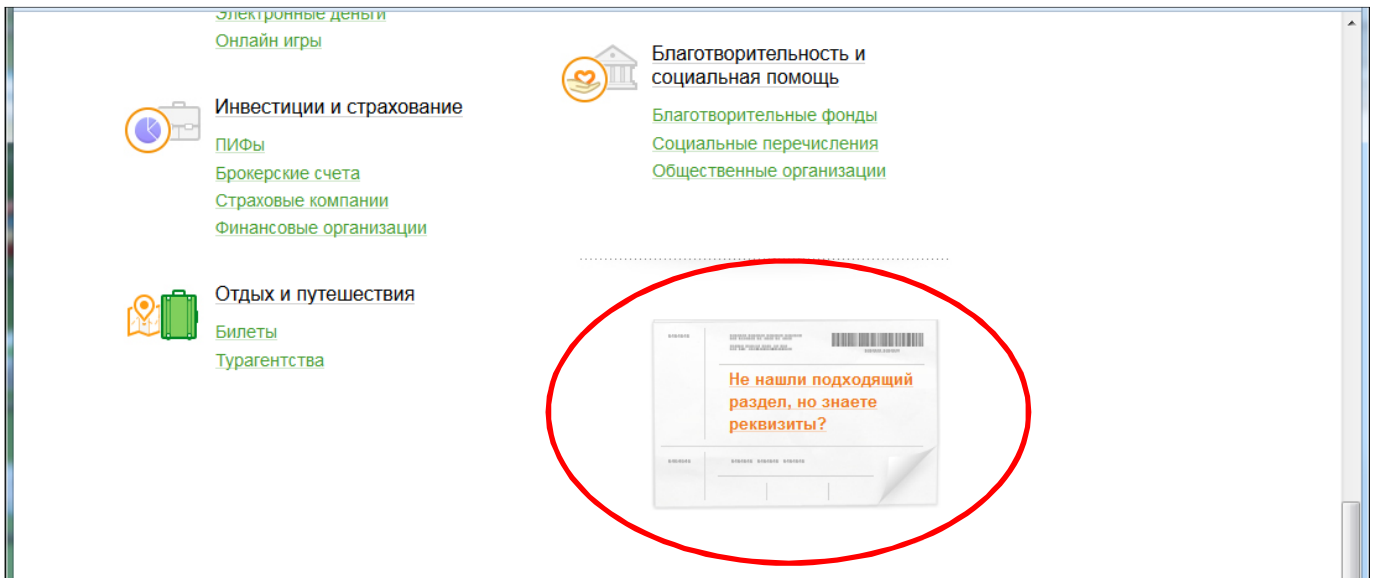 Электронные деньги
Онлайн игры
Инвестиции и страхование
ПИФы
Брокерские счета
Страховые компании
Финансовые организации
Отдых и путешествия
Билеты
Турагентства
Благотворительность и
социальная помощь
Благотворительные фонды
Социальные перечисления
Общественные организации
Не нашли подходящий
раздел, но знаете
реквизиты?